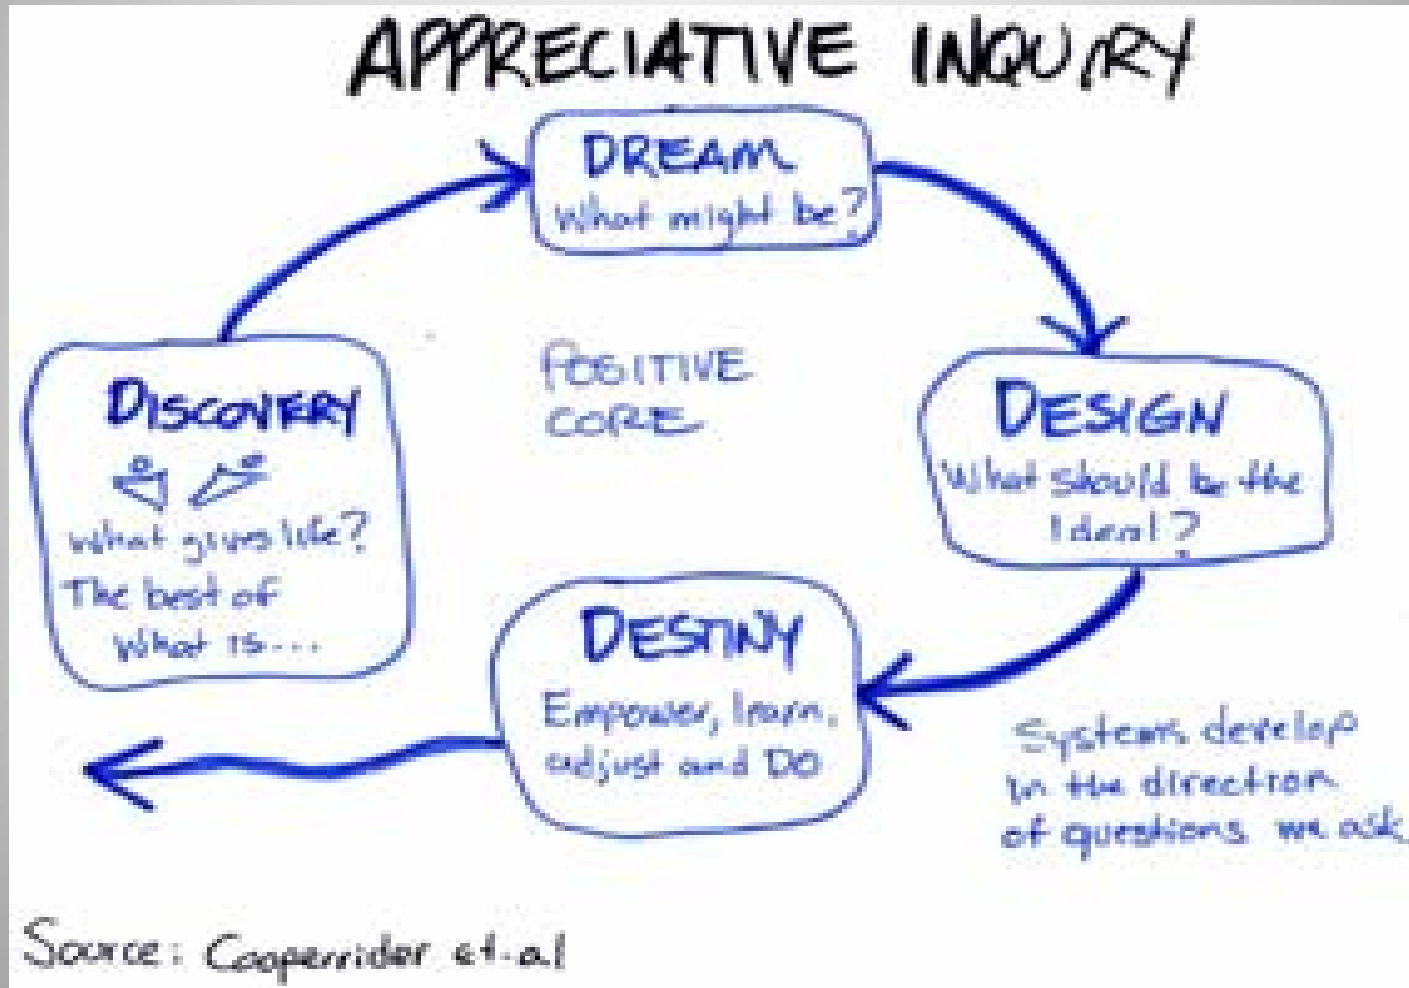 APPRECIATIVE INQUIRY
DREAM
What might be?
DISCOVERY
What gives life?
The best of
What is....
POSITIVE
CORE
DESIGN
What should be the
Ideal?
DESTINY
Empower, learn,
adjust and DO
Systems develop
in the direction
of questions we ask
Source: Cooperrider et.al